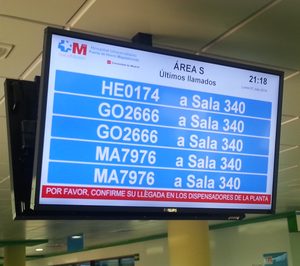 ÁREA S
Últimos llamados
21:18
HE0174 a Sala 340
GO2666 a Sala 340
GO2666 a Sala 340
MA7976 a Sala 340
MA7976 a Sala 340
POR FAVOR, CONFIRME SU LLEGADA EN LOS DISPENSADORES DE LA PLANTA